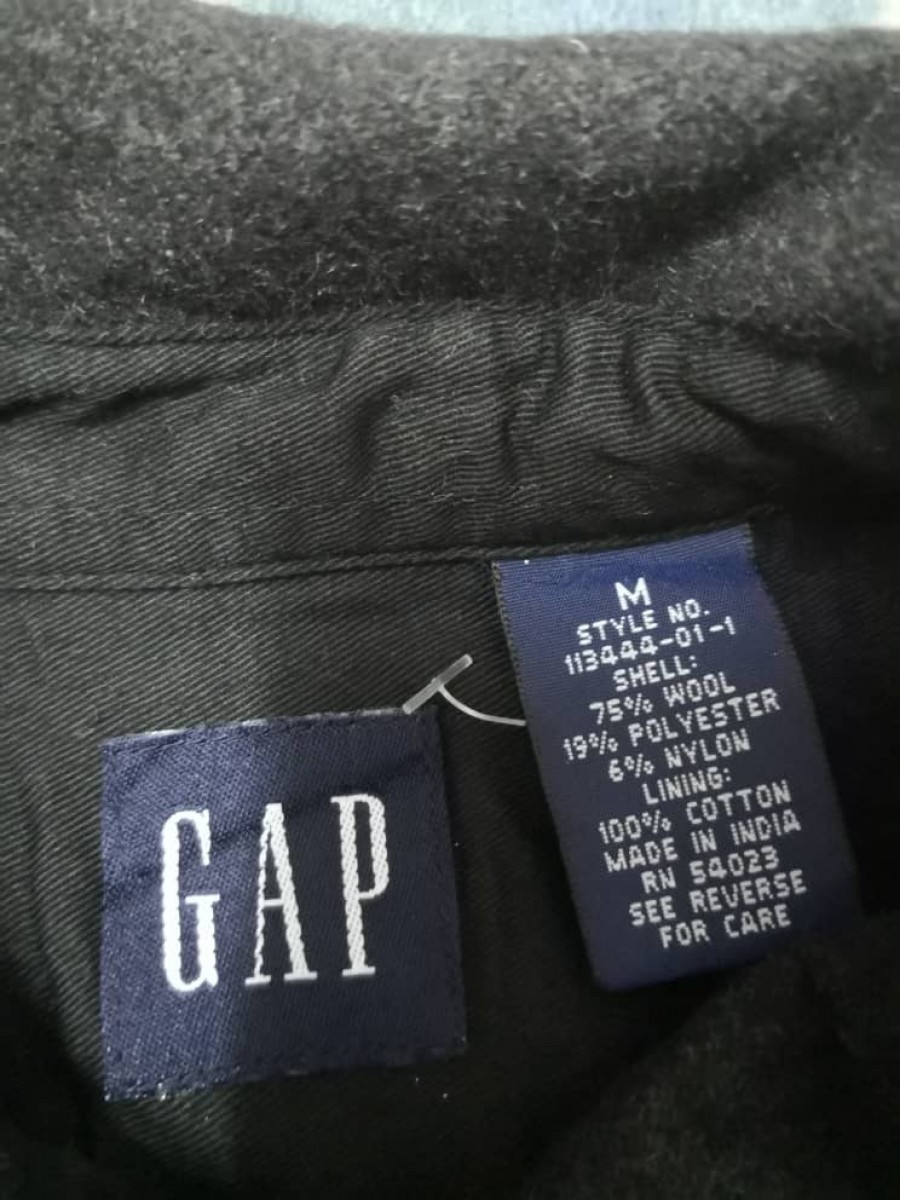 GAP
M
STYLE NO.
113444-01-1
SHELL:
75% WOOL
19% POLYESTER
6% NYLON
LINING:
100% COTTON
MADE IN INDIA
RN 54023
SEE REVERSE
FOR CARE